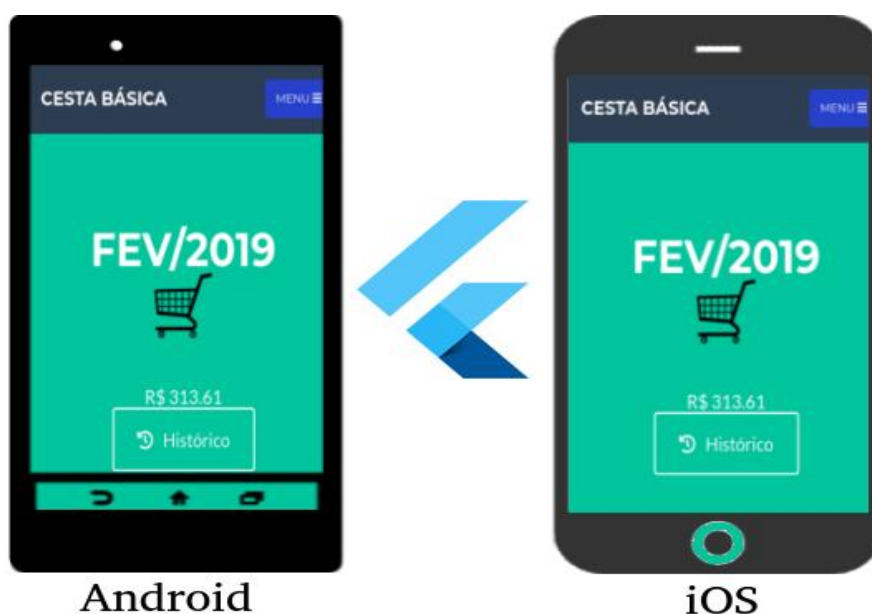 CESTA BÁSICA
MENU
FEV/2019
R$ 313.61
Histórico
Android
CESTA BÁSICA
MENU
FEV/2019
R$ 313.61
Histórico
iOS